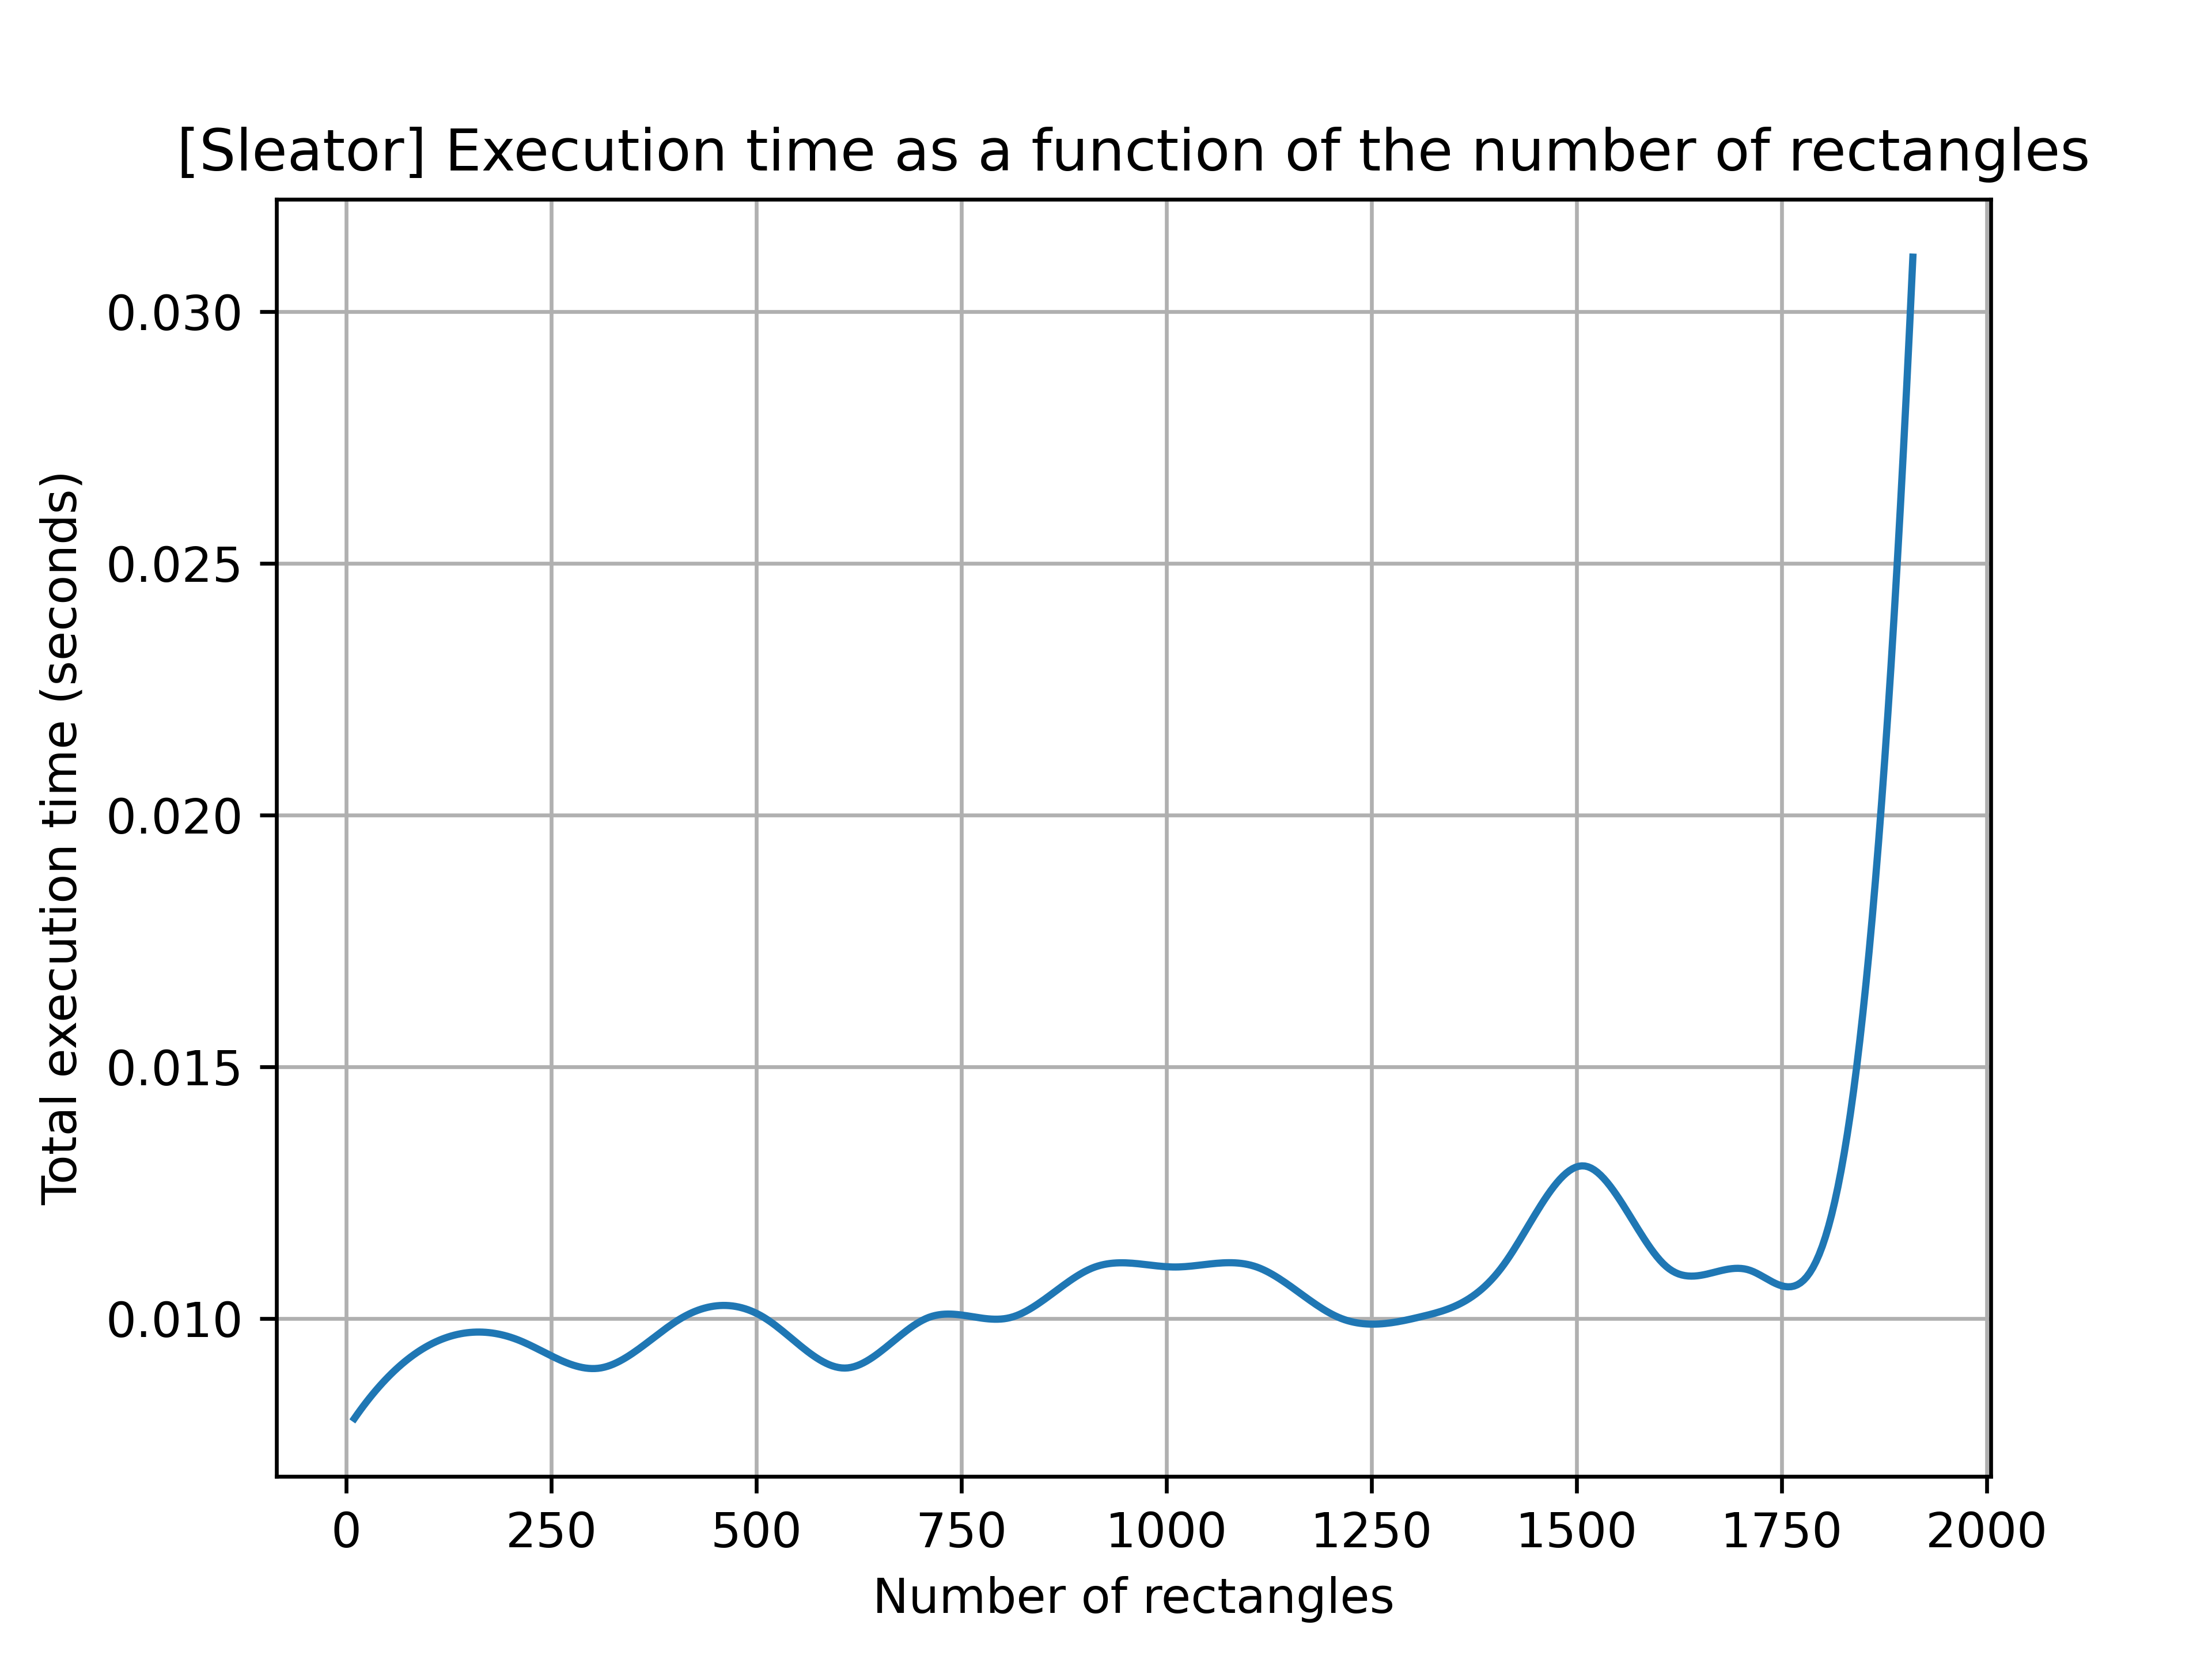 [Sleator] Execution time as a function of the number of rectangles
Total execution time (seconds)
0.030
0.025
0.020
0.015
0.010
0 250 500 750 1000 1250 1500 1750 2000
Number of rectangles